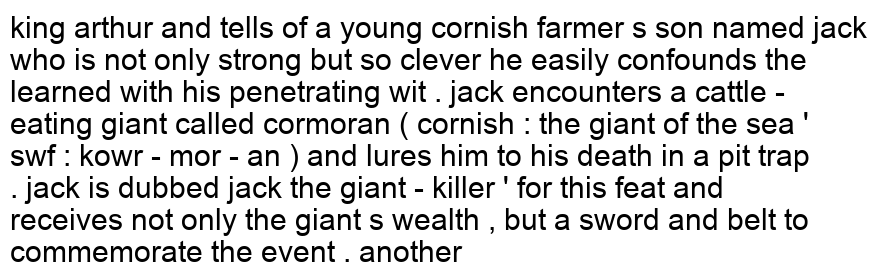 king arthur and tells of a young cornish farmer s son named jack
who is not only strong but so clever he easily confounds the
learned with his penetrating wit . jack encounters a cattle -
eating giant called cormoran ( cornish : the giant of the sea '
swf : kowr - mor - an ) and lures him to his death in a pit trap
. jack is dubbed jack the giant - killer ' for this feat and
receives not only the giant s wealth , but a sword and belt to
commemorate the event . another